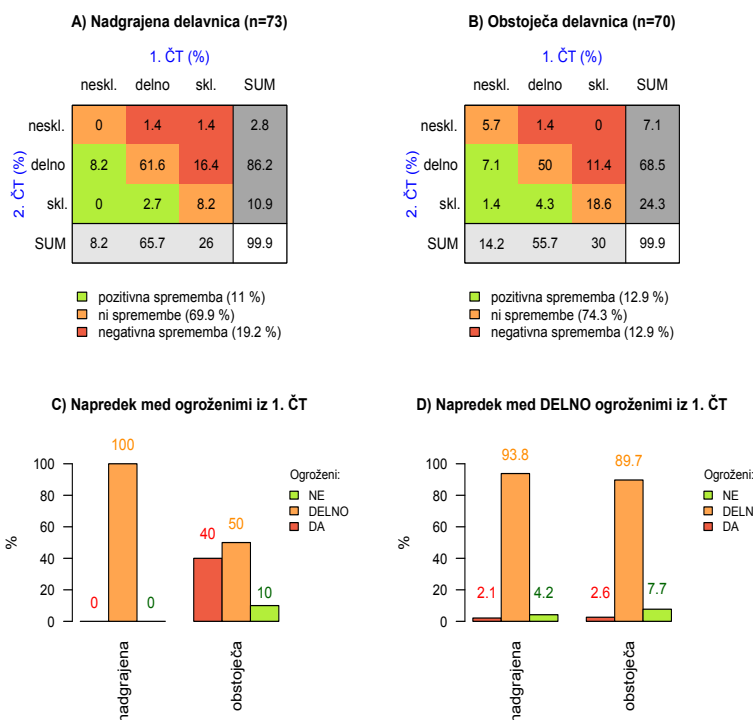 A) Nadgrajena delavnica (n=73)
1. ČT (%)
neskl. delno skl. SUM
neskl. 0 1.4 1.4 2.8
delno 8.2 61.6 16.4 86.2
skl. 0 2.7 8.2 10.9
SUM 8.2 65.7 26 99.9
2. ČT (%)
pozitivna sprememba (11 %)
ni spremembe (69.9 %)
negativna sprememba (19.2 %)
B) Obstoječa delavnica (n=70)
1. ČT (%)
neskl. delno skl. SUM
neskl. 5.7 1.4 0 7.1
delno 7.1 50 11.4 68.5
skl. 1.4 4.3 18.6 24.3
SUM 14.2 55.7 30 99.9
2. ČT (%)
pozitivna sprememba (12.9 %)
ni spremembe (74.3 %)
negativna sprememba (12.9 %)
C) Napredek med ogroženimi iz 1. ČT
%
100
80
60
40
20
0
0 100 0
40 50 10
nadgrajena
obstoječa
Ogroženi:
NE
DELNO
DA
D) Napredek med DELNO ogroženimi iz 1. ČT
%
100
80
60
40
20
0
2.1 93.8 4.2
2.6 89.7 7.7
nadgrajena
obstoječa
Ogroženi:
NE
DELN
DA